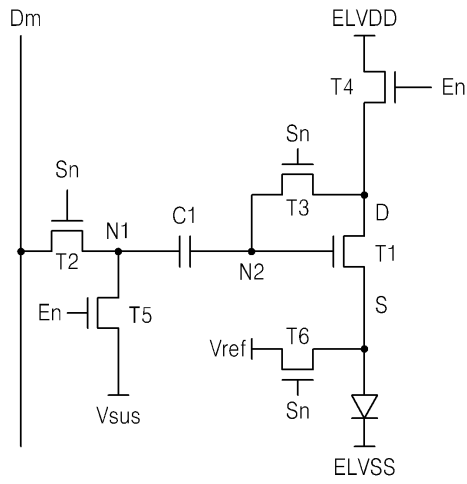 Dm
ELVDD
T4
En
Sn
Sn
T3
D
C1
N1
T2
N2
T1
S
En
T5
T6
Vref
Sn
Vsus
ELVSS